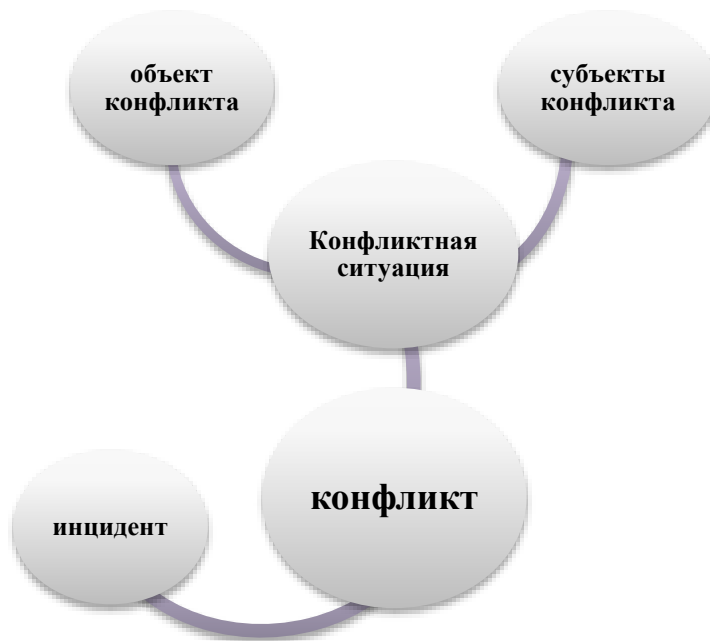 объект
конфликта
субъекты
конфликта
Конфликтная
ситуация
конфликт
инцидент